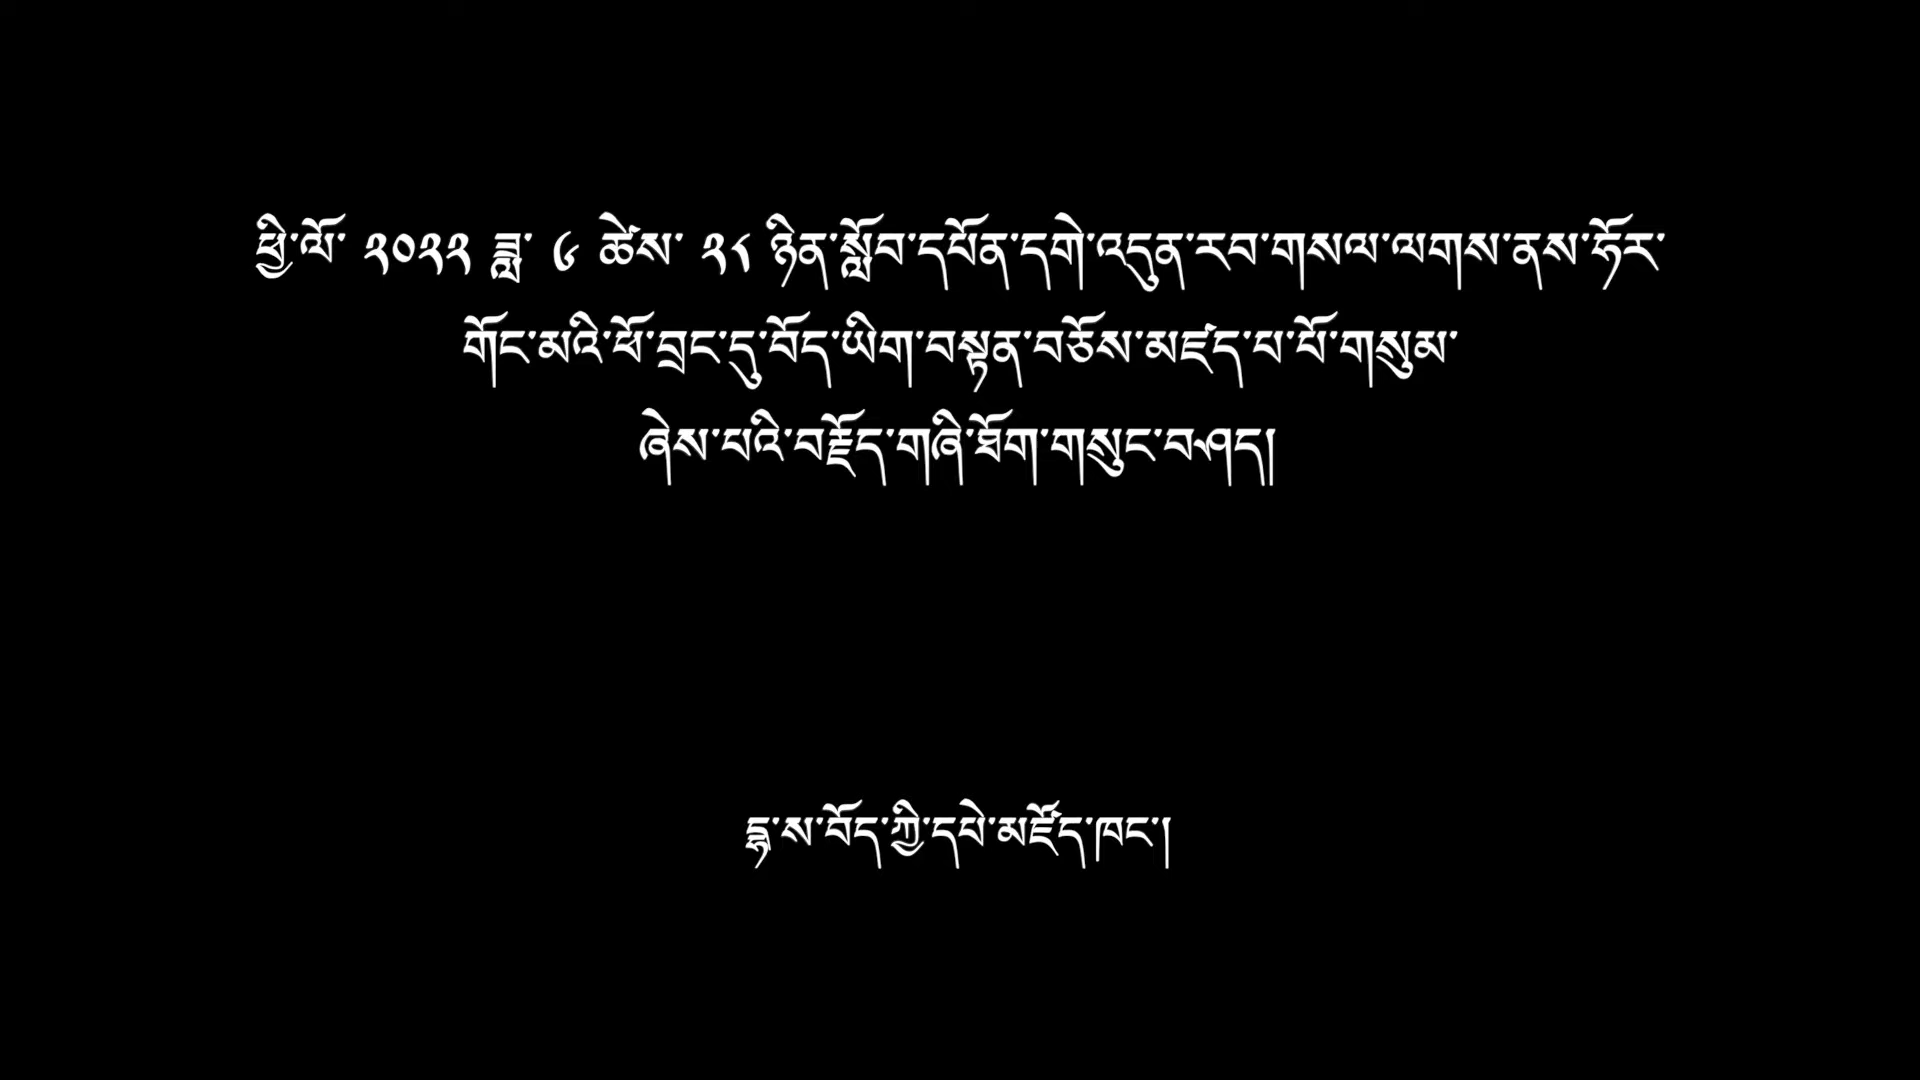 ཕྱི་ལོ་ ༢༠༢༢ ཟླ་ ༦ ཚེས་ ༢༡ ཉིན་སློབ་དཔོན་དགེ་འདུན་རབ་གསལ་ལགས་ནས་ཧོར་
གོང་མའི་ཕོ་བྲང་དུ་བོད་ཡིག་བསྟན་བཅོས་མཛད་པ་པོ་གསུམ་
ཞེས་པའི་བརྗོད་གཞི་ཐོག་གསུང་བཤད།
དྷ་ས་བོད་ཀྱི་དཔེ་མཛོད་ཁང་།